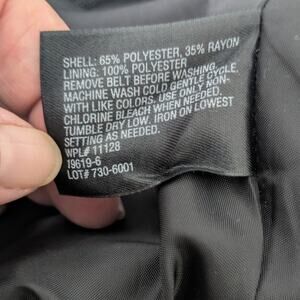 SHELL: 65% POLYESTER, 35% RAYON
LINING: 100% POLYESTER
REMOVE BELT BEFORE WASHING.
MACHINE WASH COLD GENTLE CYCLE.
WITH LIKE COLORS. USE ONLY NON-
CHLORINE BLEACH WHEN NEEDED.
TUMBLE DRY LOW. IRON ON LOWEST
SETTING AS NEEDED.
WPL# 11128
19619-6
LOT# 730-6001